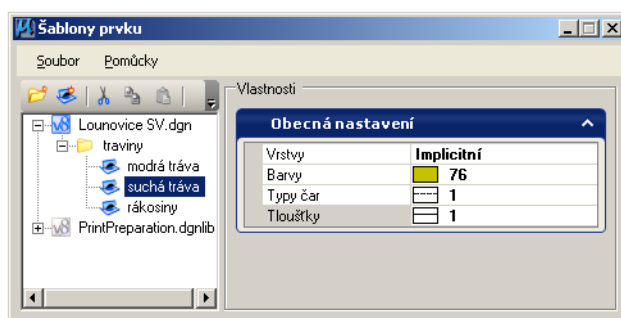 Šablony prvku
Soubor Pomůcky
Vlastnosti
Lounovice SV.dgn
traviny
modrá tráva
suchá tráva
rákosiny
PrintPreparation.dgnlib
Obecná nastavení
Vrstvy Implicitní
Barvy 76
Typy čar 1
Tloušťky 1